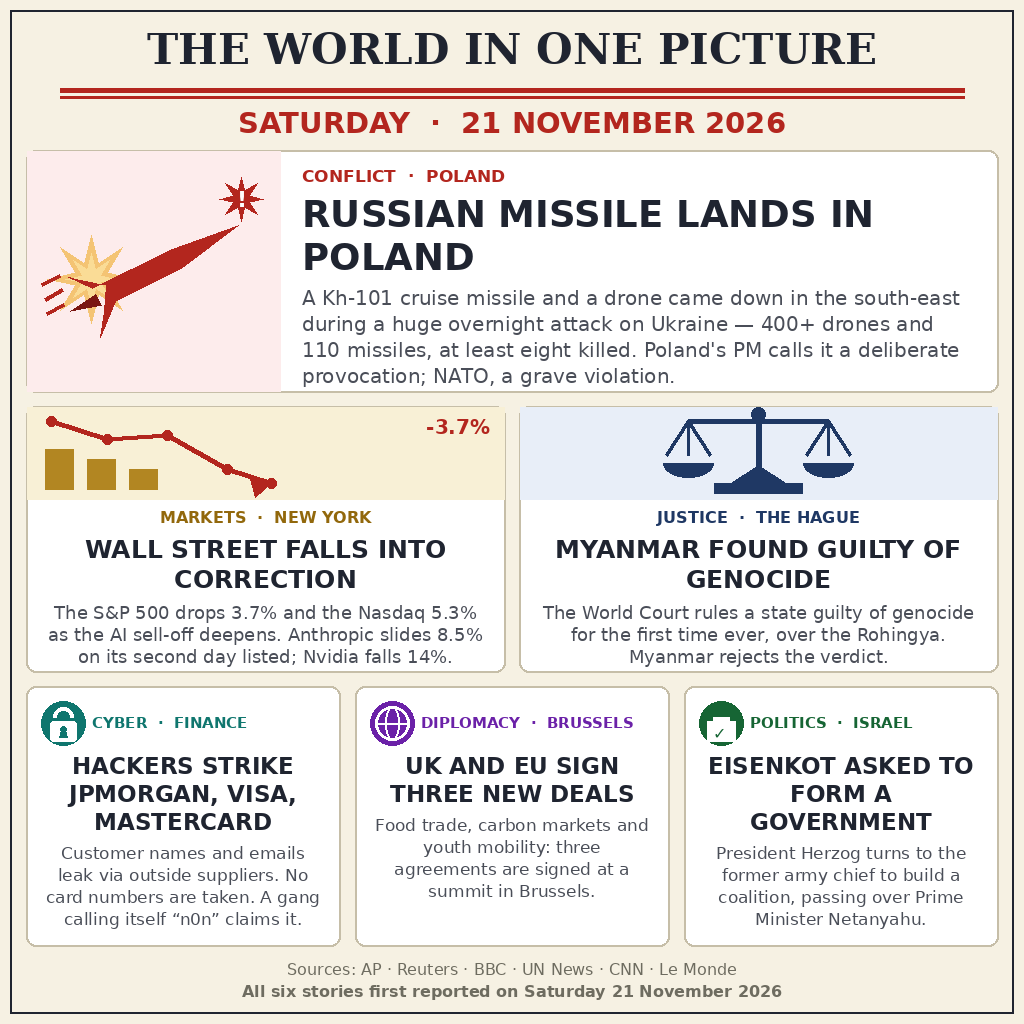 THE WORLD IN ONE PICTURE
SATURDAY · 21 NOVEMBER 2026
!
CONFLICT · POLAND
RUSSIAN MISSILE LANDS IN
POLAND
A Kh-101 cruise missile and a drone came down in the south-east
during a huge overnight attack on Ukraine — 400+ drones and
110 missiles, at least eight killed. Poland's PM calls it a deliberate
provocation; NATO, a grave violation.
-3.7%
MARKETS · NEW YORK
WALL STREET FALLS INTO
CORRECTION
The S&P 500 drops 3.7% and the Nasdaq 5.3%
as the AI sell-off deepens. Anthropic slides 8.5%
on its second day listed; Nvidia falls 14%.
JUSTICE · THE HAGUE
MYANMAR FOUND GUILTY OF
GENOCIDE
The World Court rules a state guilty of genocide
for the first time ever, over the Rohingya.
Myanmar rejects the verdict.
CYBER · FINANCE
HACKERS STRIKE
JPMORGAN, VISA,
MASTERCARD
Customer names and emails
leak via outside suppliers. No
card numbers are taken. A gang
calling itself “n0n” claims it.
DIPLOMACY · BRUSSELS
UK AND EU SIGN
THREE NEW DEALS
Food trade, carbon markets and
youth mobility: three
agreements are signed at a
summit in Brussels.
✓
POLITICS · ISRAEL
EISENKOT ASKED TO
FORM A
GOVERNMENT
President Herzog turns to the
former army chief to build a
coalition, passing over Prime
Minister Netanyahu.
Sources: AP · Reuters · BBC · UN News · CNN · Le Monde
All six stories first reported on Saturday 21 November 2026